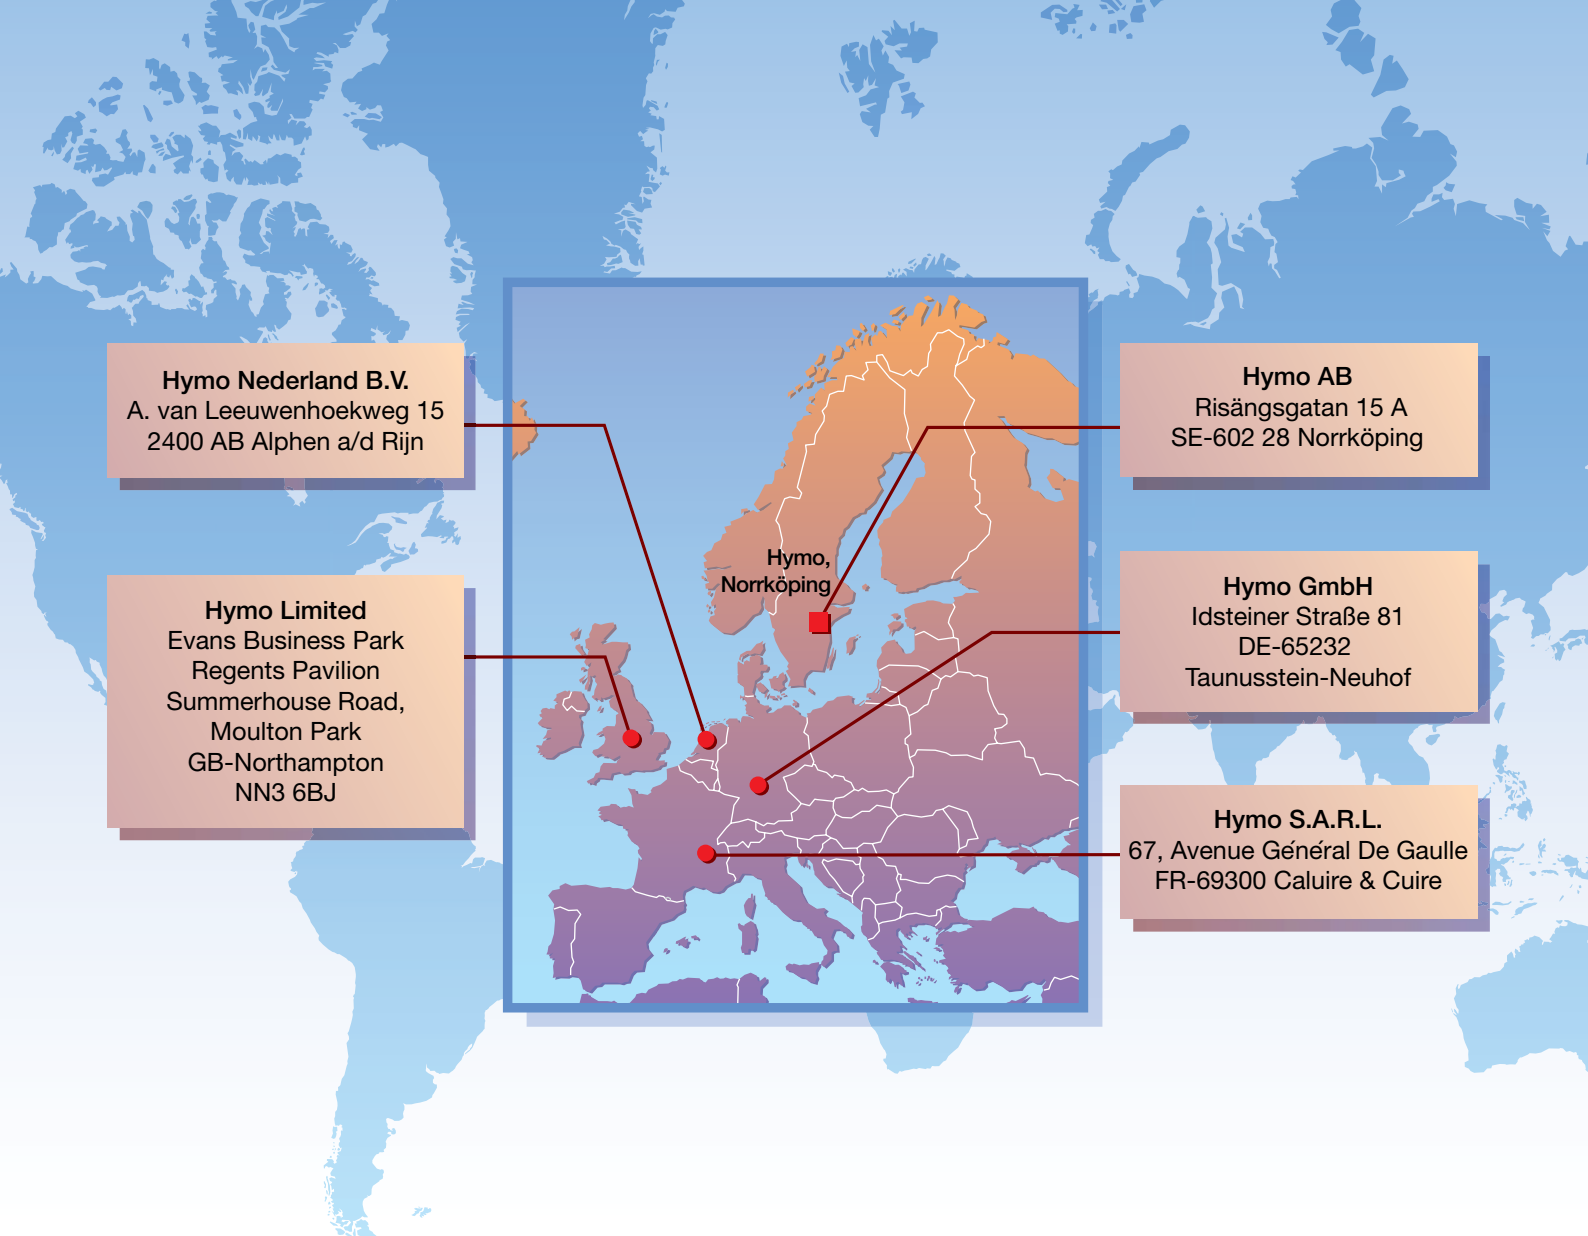 Hymo Nederland B.V.
A. van Leeuwenhoekweg 15
2400 AB Alphen a/d Rijn
Hymo Limited
Evans Business Park
Regents Pavilion
Summerhouse Road,
Moulton Park
GB-Northampton
NN3 6BJ
Hymo,
Norrköping
Hymo AB
Risängsgatan 15 A
SE-602 28 Norrköping
Hymo GmbH
Idsteiner Straße 81
DE-65232
Taunusstein-Neuhof
Hymo S.A.R.L.
67, Avenue Général De Gaulle
FR-69300 Caluire & Cuire